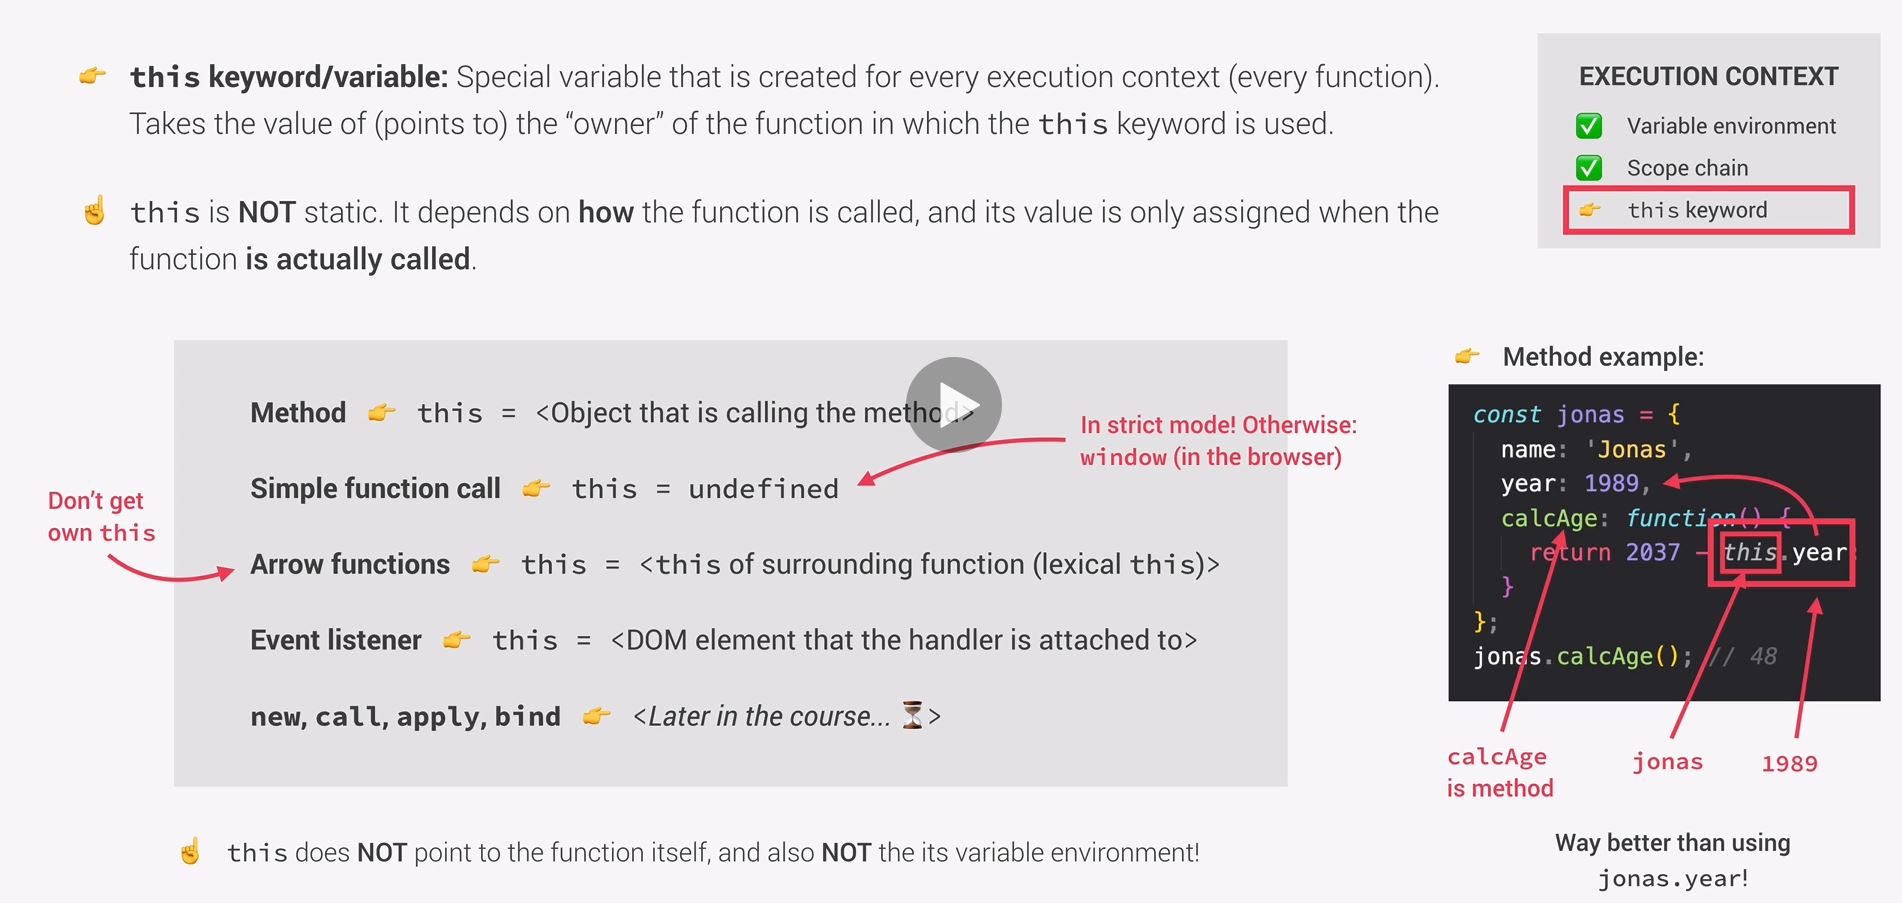 this keyword/variable: Special variable that is created for every execution context (every function).
Takes the value of (points to) the “owner” of the function in which the this keyword is used.
this is NOT static. It depends on how the function is called, and its value is only assigned when the
function is actually called.
EXECUTION CONTEXT
Variable environment
Scope chain
this keyword
Method this = <Object that is calling the method>
Simple function call this = undefined
In strict mode! Otherwise:
window (in the browser)
Don’t get
own this
Arrow functions this = <this of surrounding function (lexical this)>
Event listener this = <DOM element that the handler is attached to>
new, call, apply, bind <Later in the course... >
this does NOT point to the function itself, and also NOT the its variable environment!
Method example:
const jonas = {
name: 'Jonas',
year: 1989,
calcAge: function() {
return 2037 - this.year
}
};
jonas.calcAge(); // 48
calcAge
is method
jonas
1989
Way better than using
jonas.year!